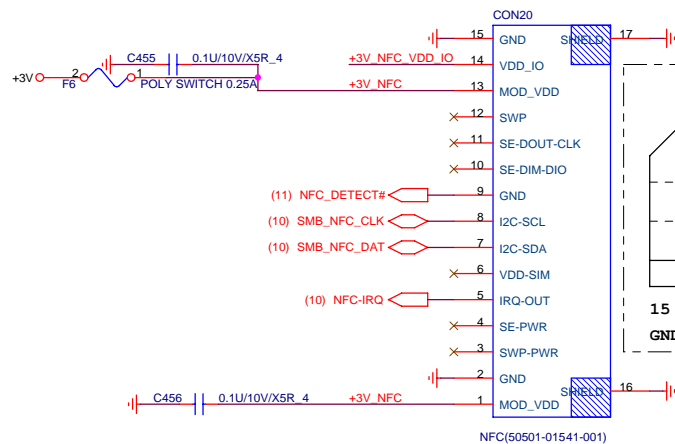 CON20
15 GND SHIELD 17
C455 0.1U/10V/X5R_4 +3V_NFC_VDD_IO 14 VDD_IO
+3V 2 F6 1 POLY SWITCH 0.25A +3V_NFC 13 MOD_VDD
12 SWP
11 SE-DOUT-CLK
10 SE-DIM-DIO
(11) NFC_DETECT# 9 GND
(10) SMB_NFC_CLK 8 I2C-SCL
(10) SMB_NFC_DAT 7 I2C-SDA
6 VDD-SIM
(10) NFC-IRQ 5 IRQ-OUT
15
4 SE-PWR
GND
3 SWP-PWR
2 GND
SHIELD 16
C456 0.1U/10V/X5R_4 +3V_NFC 1 MOD_VDD
NFC(50501-01541-001)